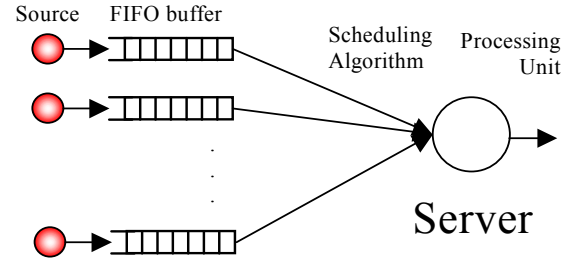 Source FIFO buffer
Scheduling Processing
Algorithm Unit
Server